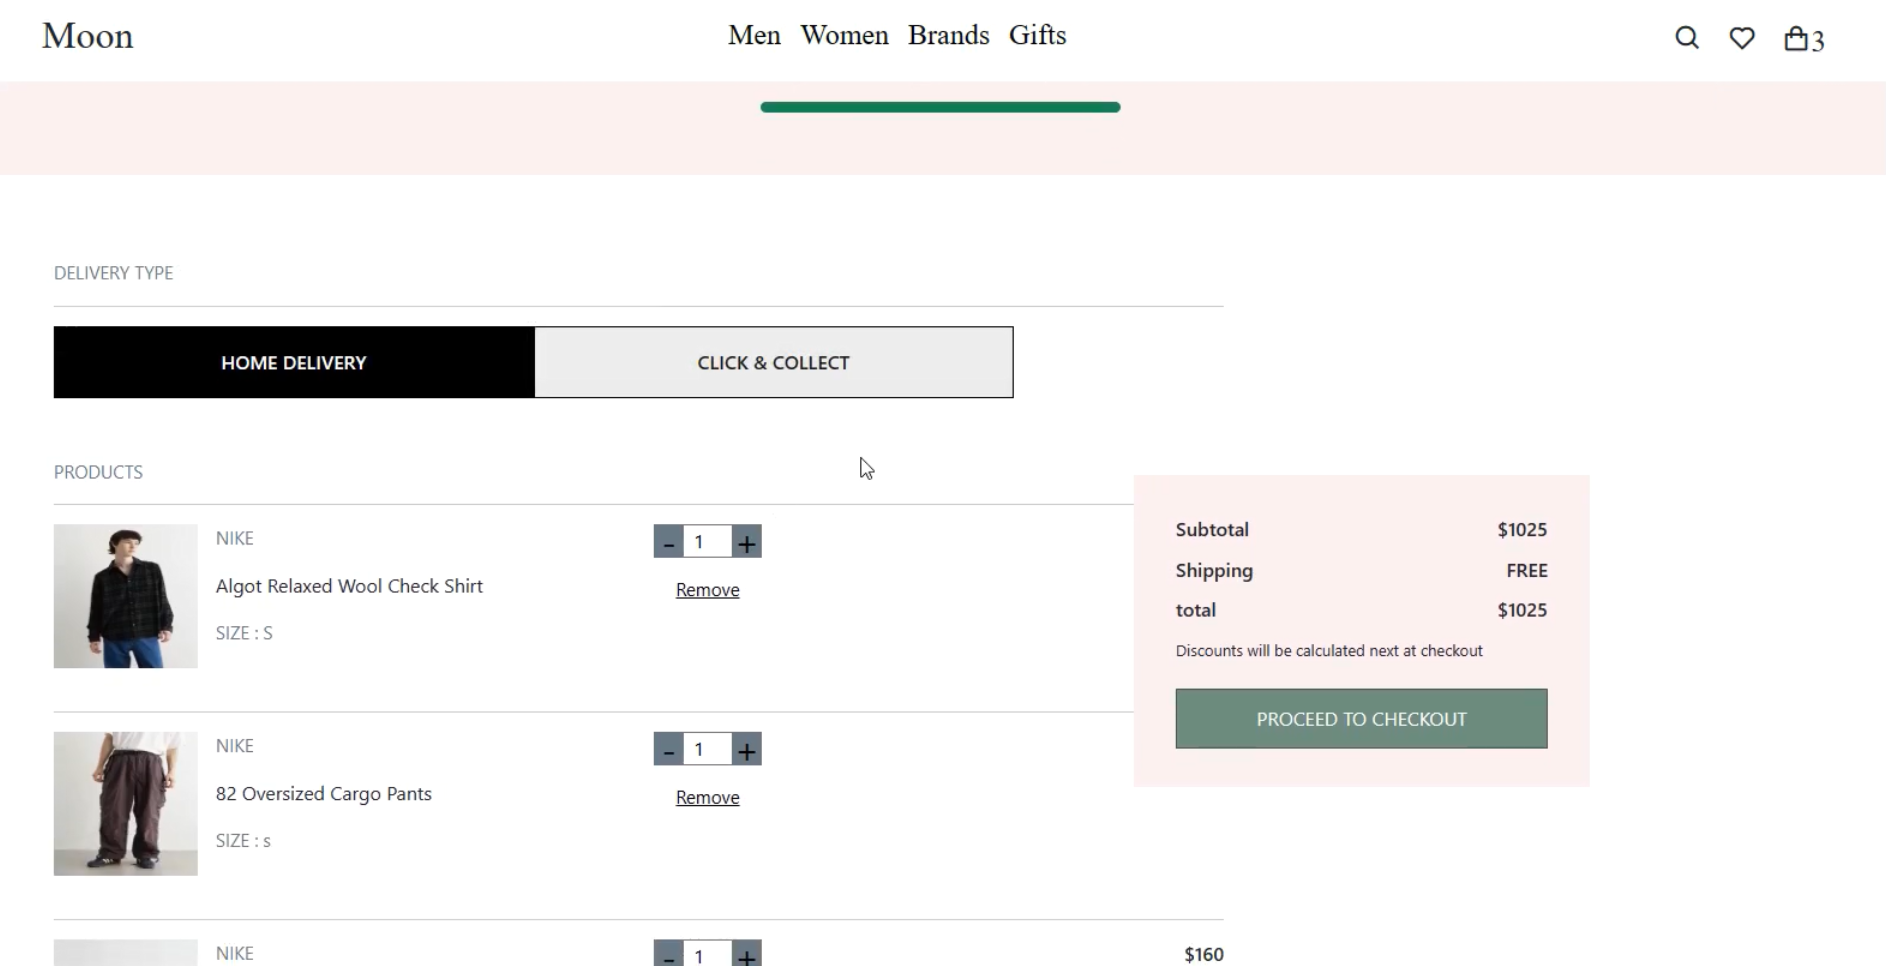 Moon
Men Women Brands Gifts
3
DELIVERY TYPE
HOME DELIVERY
CLICK & COLLECT
PRODUCTS
NIKE
- 1 +
Algot Relaxed Wool Check Shirt
Remove
SIZE : S
NIKE
- 1 +
82 Oversized Cargo Pants
Remove
SIZE : s
NIKE
- 1 +
$160
Subtotal $1025
Shipping FREE
total $1025
Discounts will be calculated next at checkout
PROCEED TO CHECKOUT